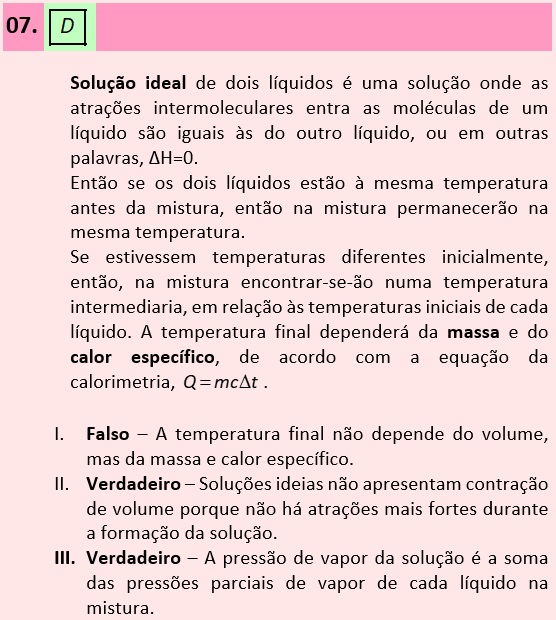 07. D
Solução ideal de dois líquidos é uma solução onde as
atrações intermoleculares entra as moléculas de um
líquido são iguais às do outro líquido, ou em outras
palavras, ΔH=0.
Então se os dois líquidos estão à mesma temperatura
antes da mistura, então na mistura permanecerão na
mesma temperatura.
Se estivessem temperaturas diferentes inicialmente,
então, na mistura encontrar-se-ão numa temperatura
intermediaria, em relação às temperaturas iniciais de cada
líquido. A temperatura final dependerá da massa e do
calor específico, de acordo com a equação da
calorimetria, Q=mcΔt .
I. Falso – A temperatura final não depende do volume,
mas da massa e calor específico.
II. Verdadeiro – Soluções ideias não apresentam contração
de volume porque não há atrações mais fortes durante
a formação da solução.
III. Verdadeiro – A pressão de vapor da solução é a soma
das pressões parciais de vapor de cada líquido na
mistura.